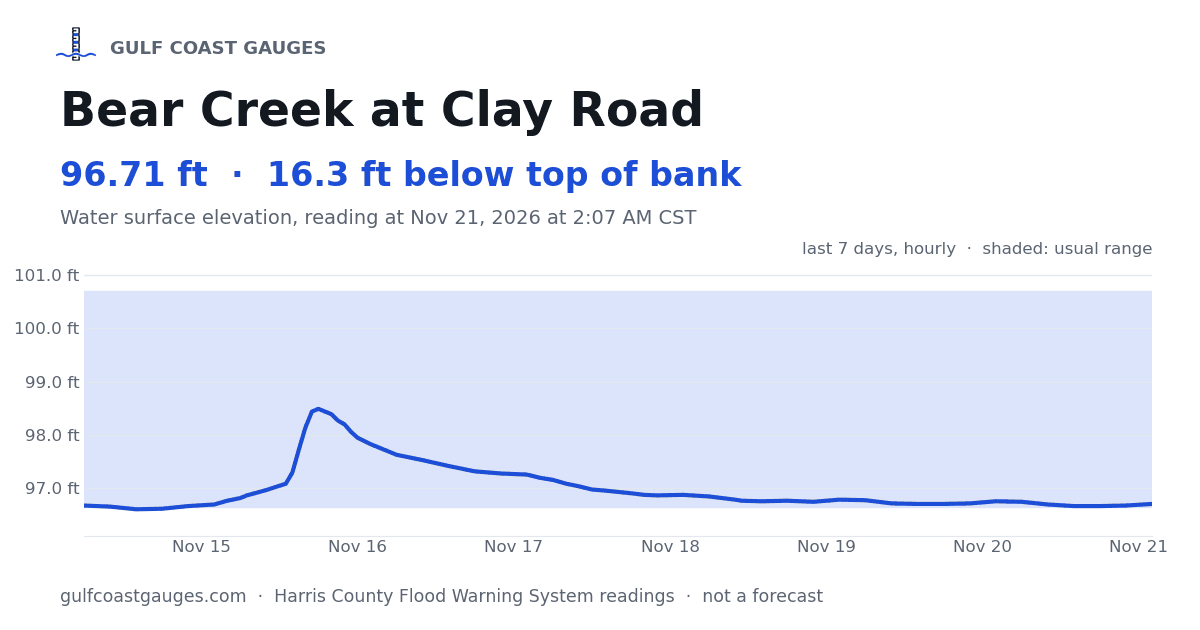 GULF COAST GAUGES
Bear Creek at Clay Road
96.71 ft · 16.3 ft below top of bank
Water surface elevation, reading at Nov 21, 2026 at 2:07 AM CST
last 7 days, hourly · shaded: usual range
101.0 ft
100.0 ft
99.0 ft
98.0 ft
97.0 ft
Nov 15 Nov 16 Nov 17 Nov 18 Nov 19 Nov 20 Nov 21
gulfcoastgauges.com · Harris County Flood Warning System readings · not a forecast